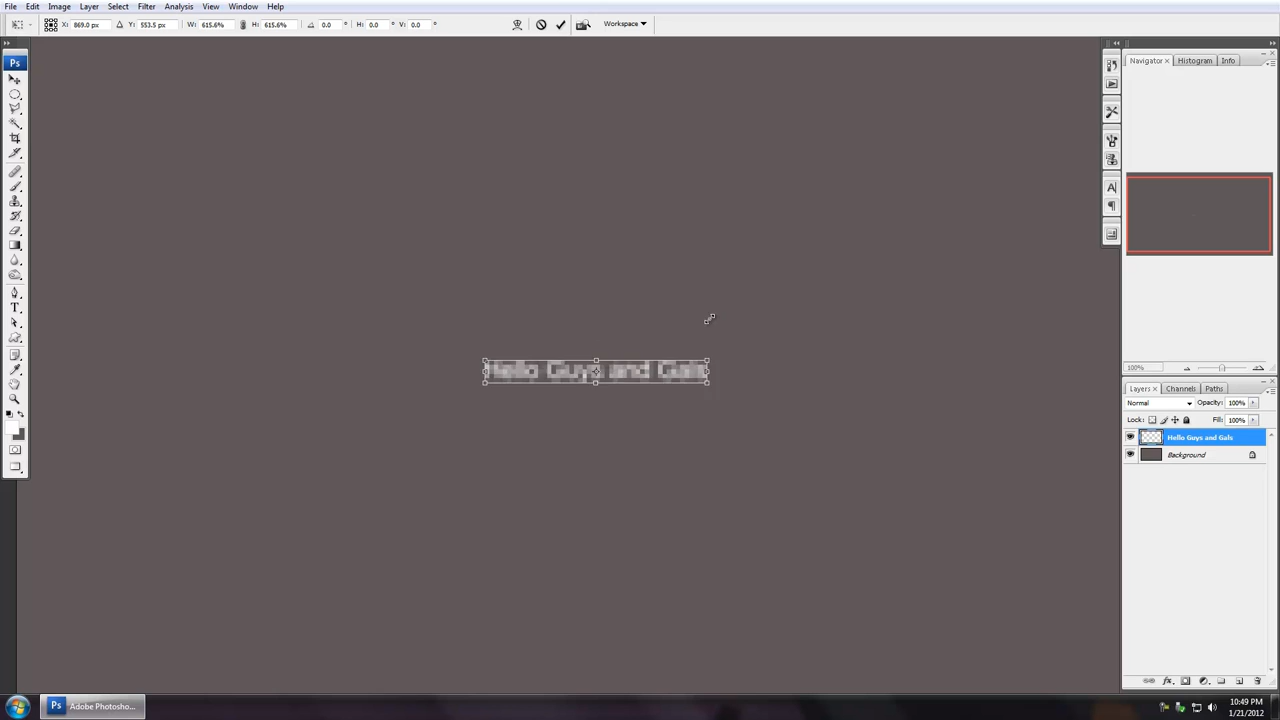 File Edit Image Layer Select Filter Analysis View Window Help
X: 869.0 px Y: 553.5 px W: 615.6% H: 615.6% 0.0 ° H: 0.0 ° V: 0.0 ° Workspace
Ps
Navigator × Histogram Info
T
A
Hello Guys and Gals
100%
Layers × Channels Paths
Normal Opacity: 100%
Lock: Fill: 100%
Hello Guys and Gals
Background
fx
Ps Adobe Photosho...
10:49 PM
1/21/2012